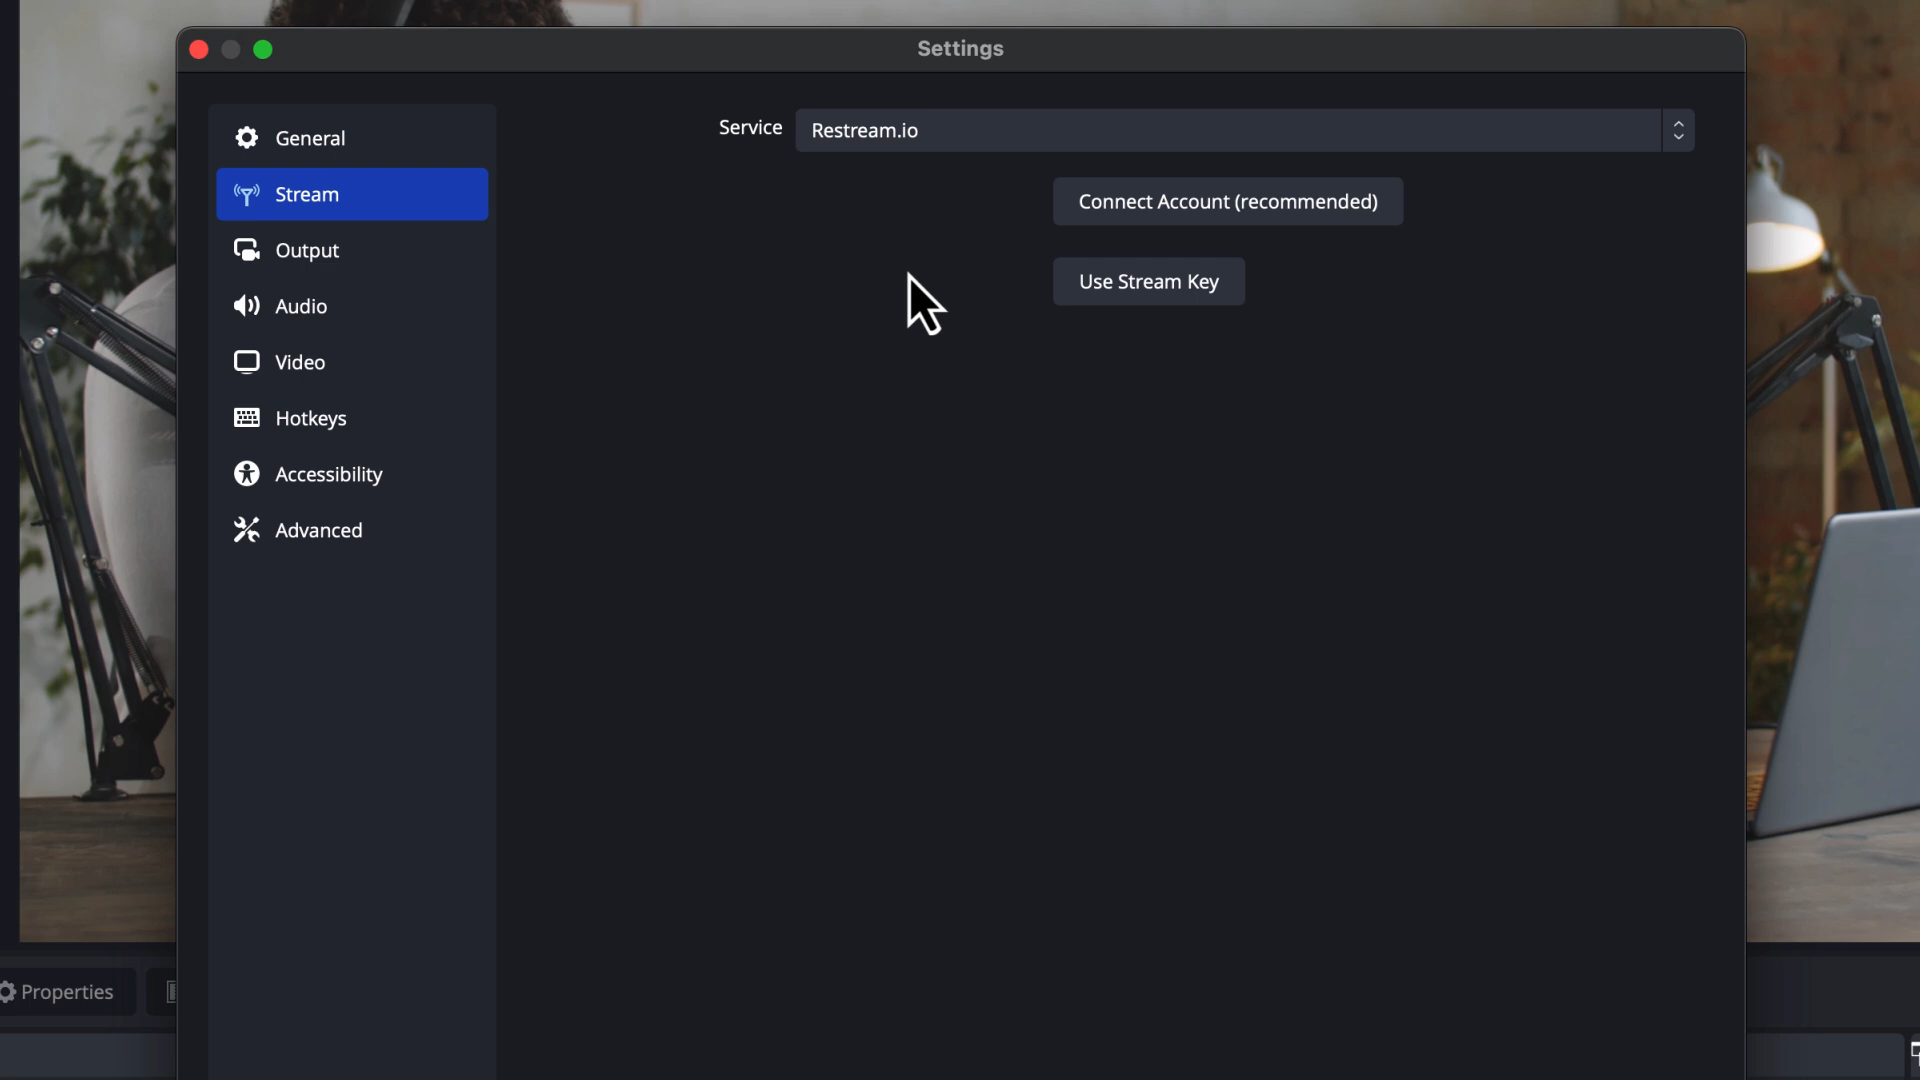 Settings
General
Stream
Output
Audio
Video
Hotkeys
Accessibility
Advanced
Service
Restream.io
Connect Account (recommended)
Use Stream Key
Properties